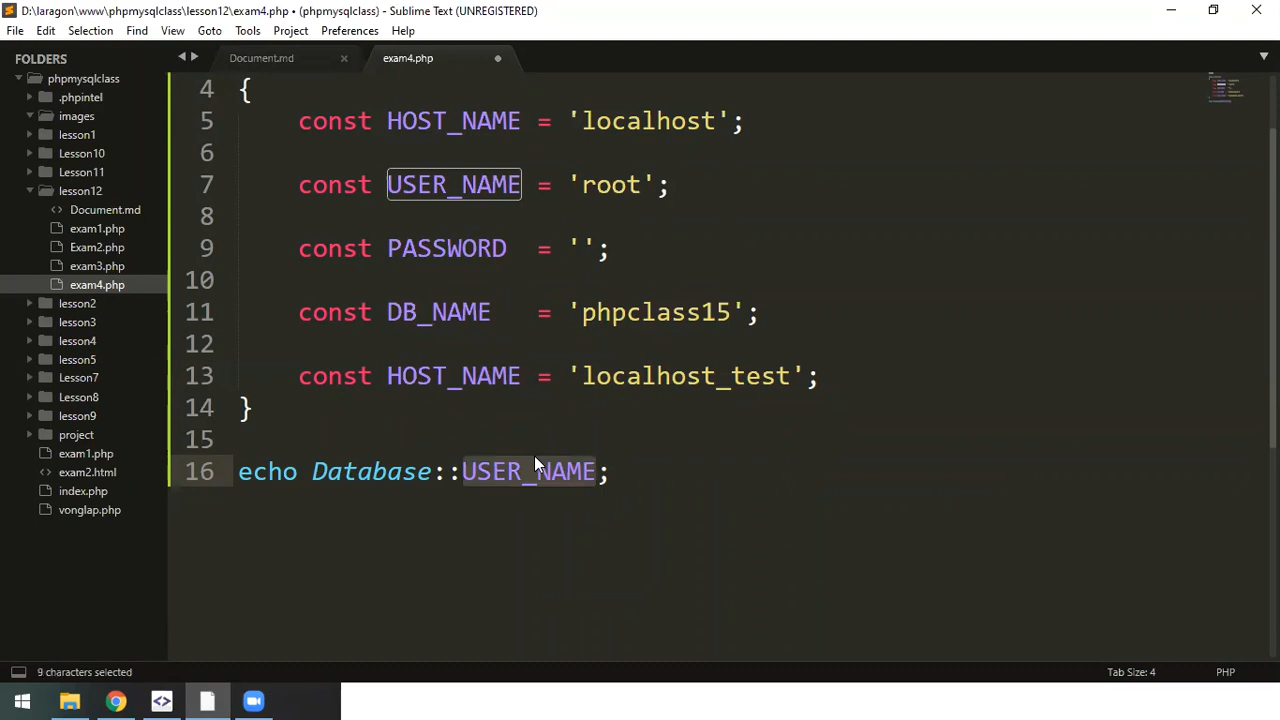 D:\laragon\www\phpmysqlclass\lesson12\exam4.php • (phpmysqlclass) - Sublime Text (UNREGISTERED)
File Edit Selection Find View Goto Tools Project Preferences Help
FOLDERS
phpmysqlclass
.phpintel
images
lesson1
Lesson10
Lesson11
lesson12
Document.md
exam1.php
Exam2.php
exam3.php
exam4.php
lesson2
lesson3
lesson4
lesson5
Lesson7
Lesson8
lesson9
project
exam1.php
exam2.html
index.php
vonglap.php
Document.md exam4.php
4 {
5 const HOST_NAME = 'localhost';
6
7 const USER_NAME = 'root';
8
9 const PASSWORD = '';
10
11 const DB_NAME = 'phpclass15';
12
13 const HOST_NAME = 'localhost_test';
14 }
15
16 echo Database::USER_NAME;
9 characters selected
Tab Size: 4 PHP